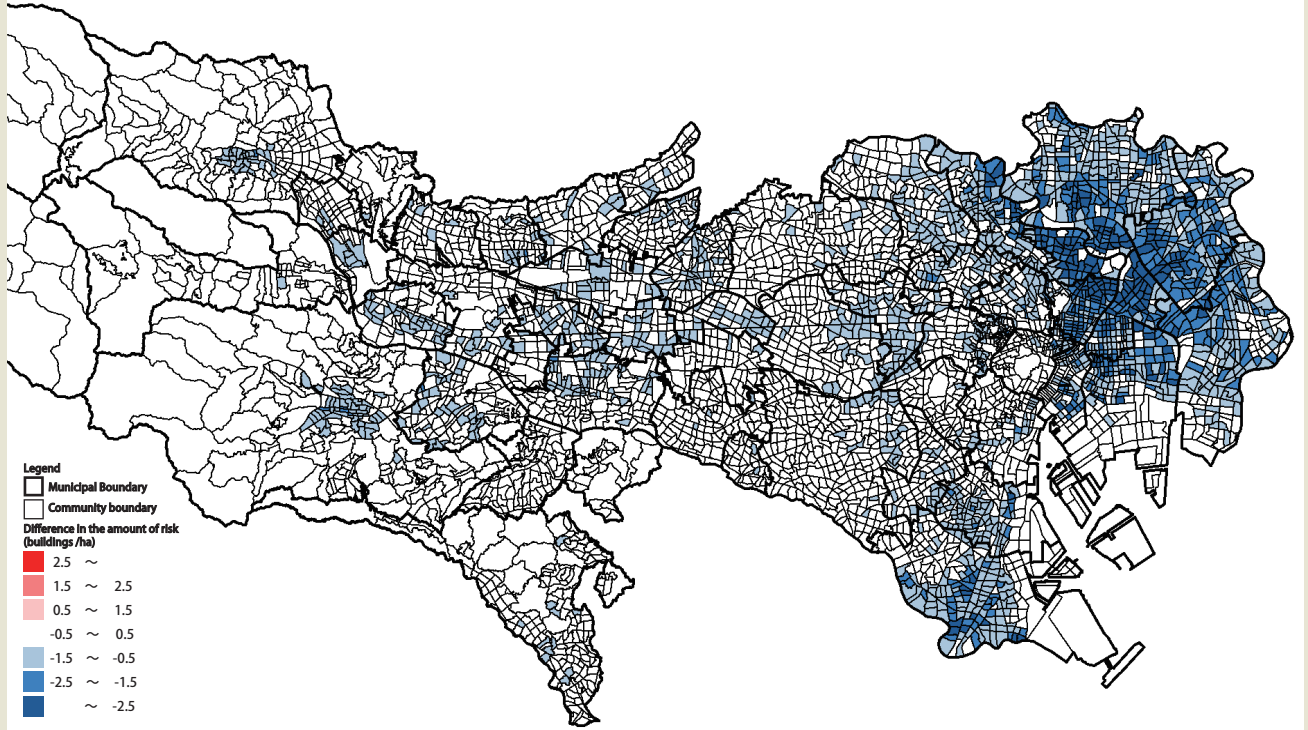 Legend
Municipal Boundary
Community boundary
Difference in the amount of risk
(buildings /ha)
2.5 ～
1.5 ～ 2.5
0.5 ～ 1.5
-0.5 ～ 0.5
-1.5 ～ -0.5
-2.5 ～ -1.5
～ -2.5